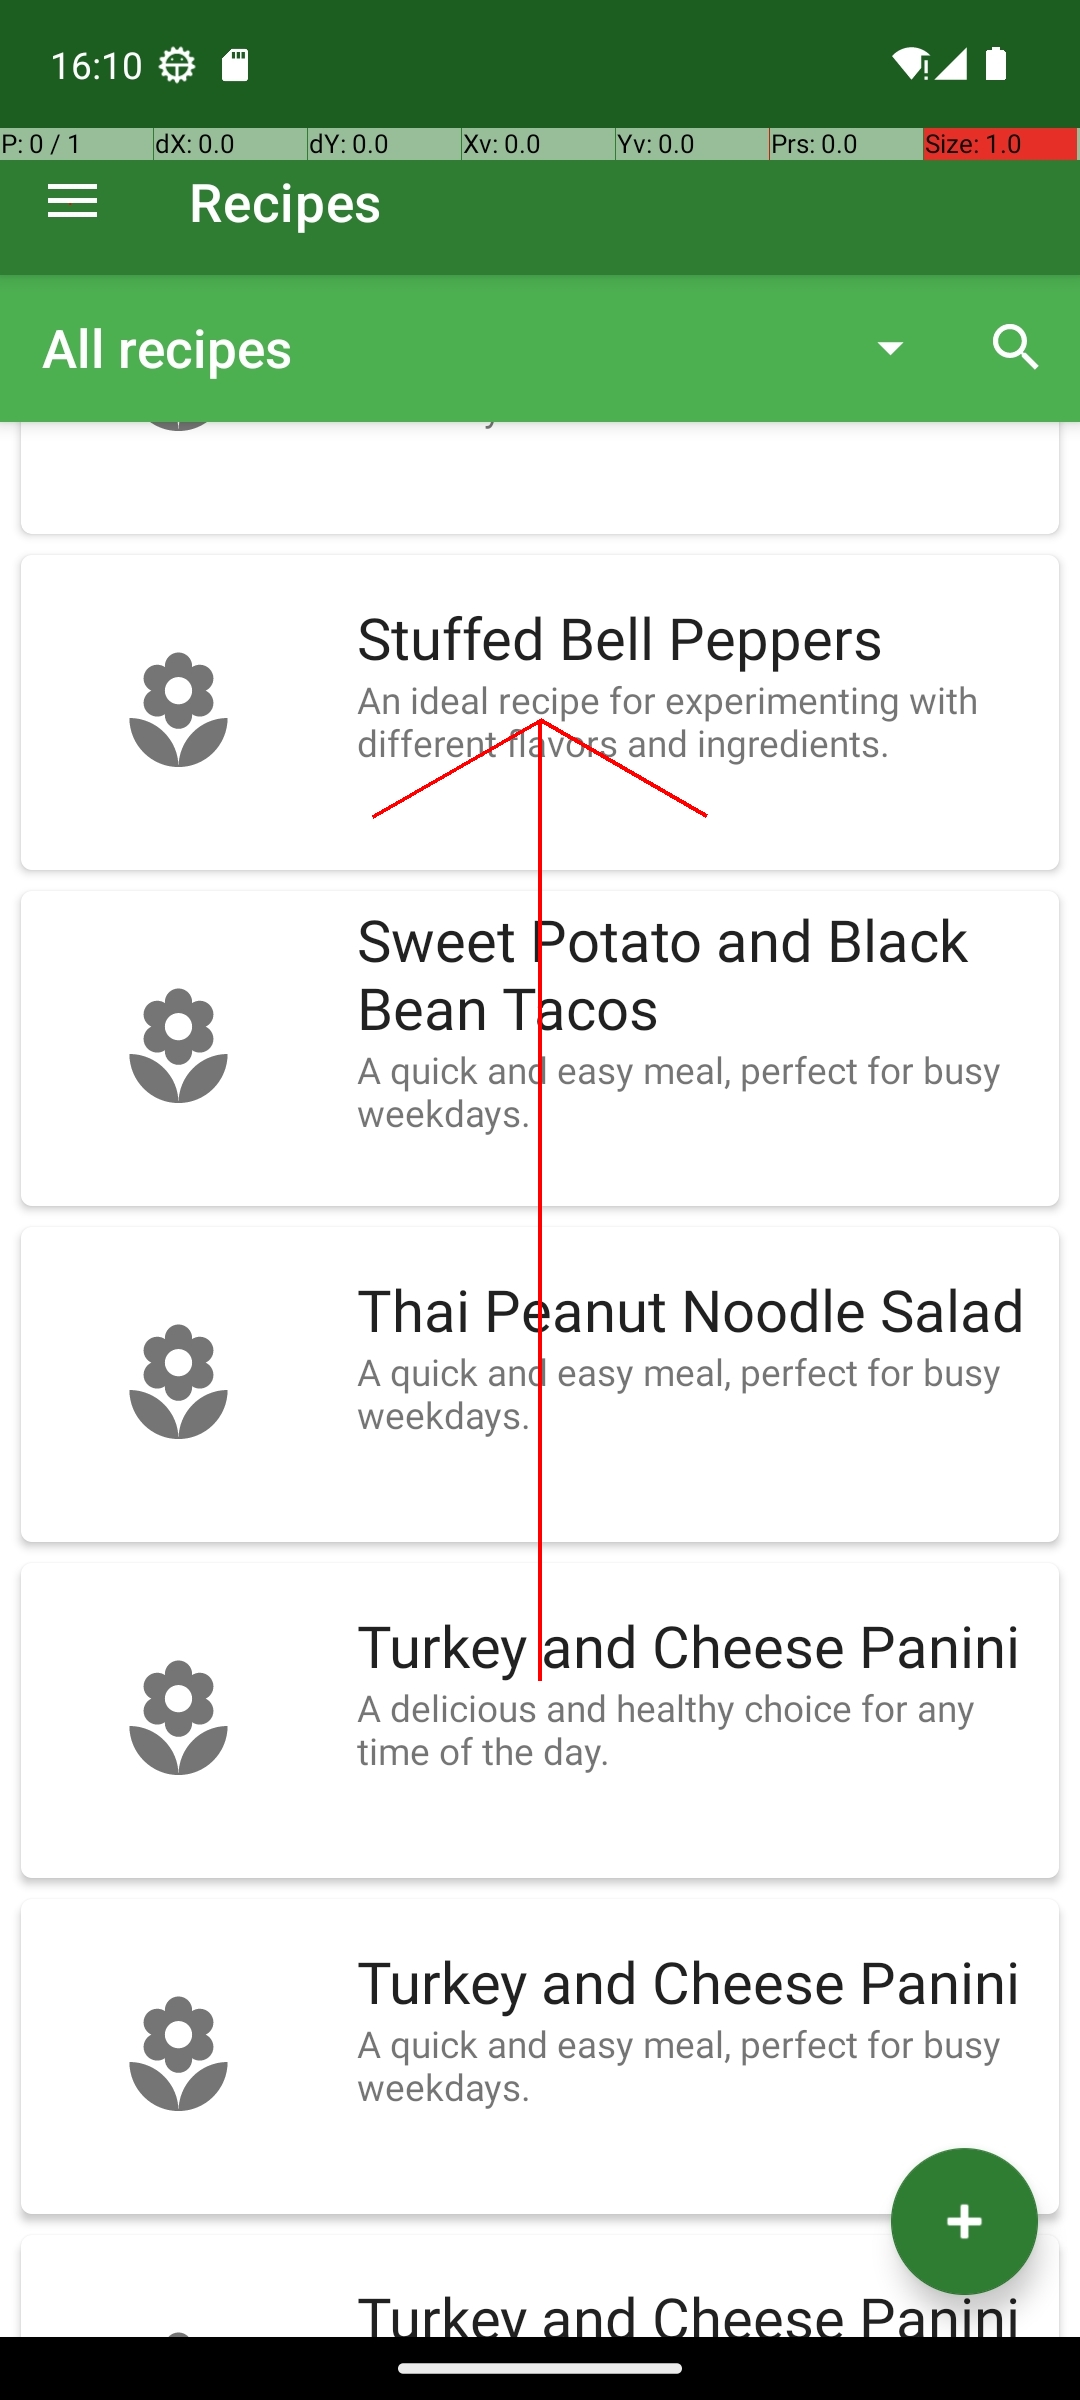 16:10
P: 0 / 1 dX: 0.0 dY: 0.0 Xv: 0.0 Yv: 0.0 Prs: 0.0 Size: 1.0
Recipes
All recipes
Stuffed Bell Peppers
An ideal recipe for experimenting with
different flavors and ingredients.
Sweet Potato and Black
Bean Tacos
A quick and easy meal, perfect for busy
weekdays.
Thai Peanut Noodle Salad
A quick and easy meal, perfect for busy
weekdays.
Turkey and Cheese Panini
A delicious and healthy choice for any
time of the day.
Turkey and Cheese Panini
A quick and easy meal, perfect for busy
weekdays.
Turkey and Cheese Panini